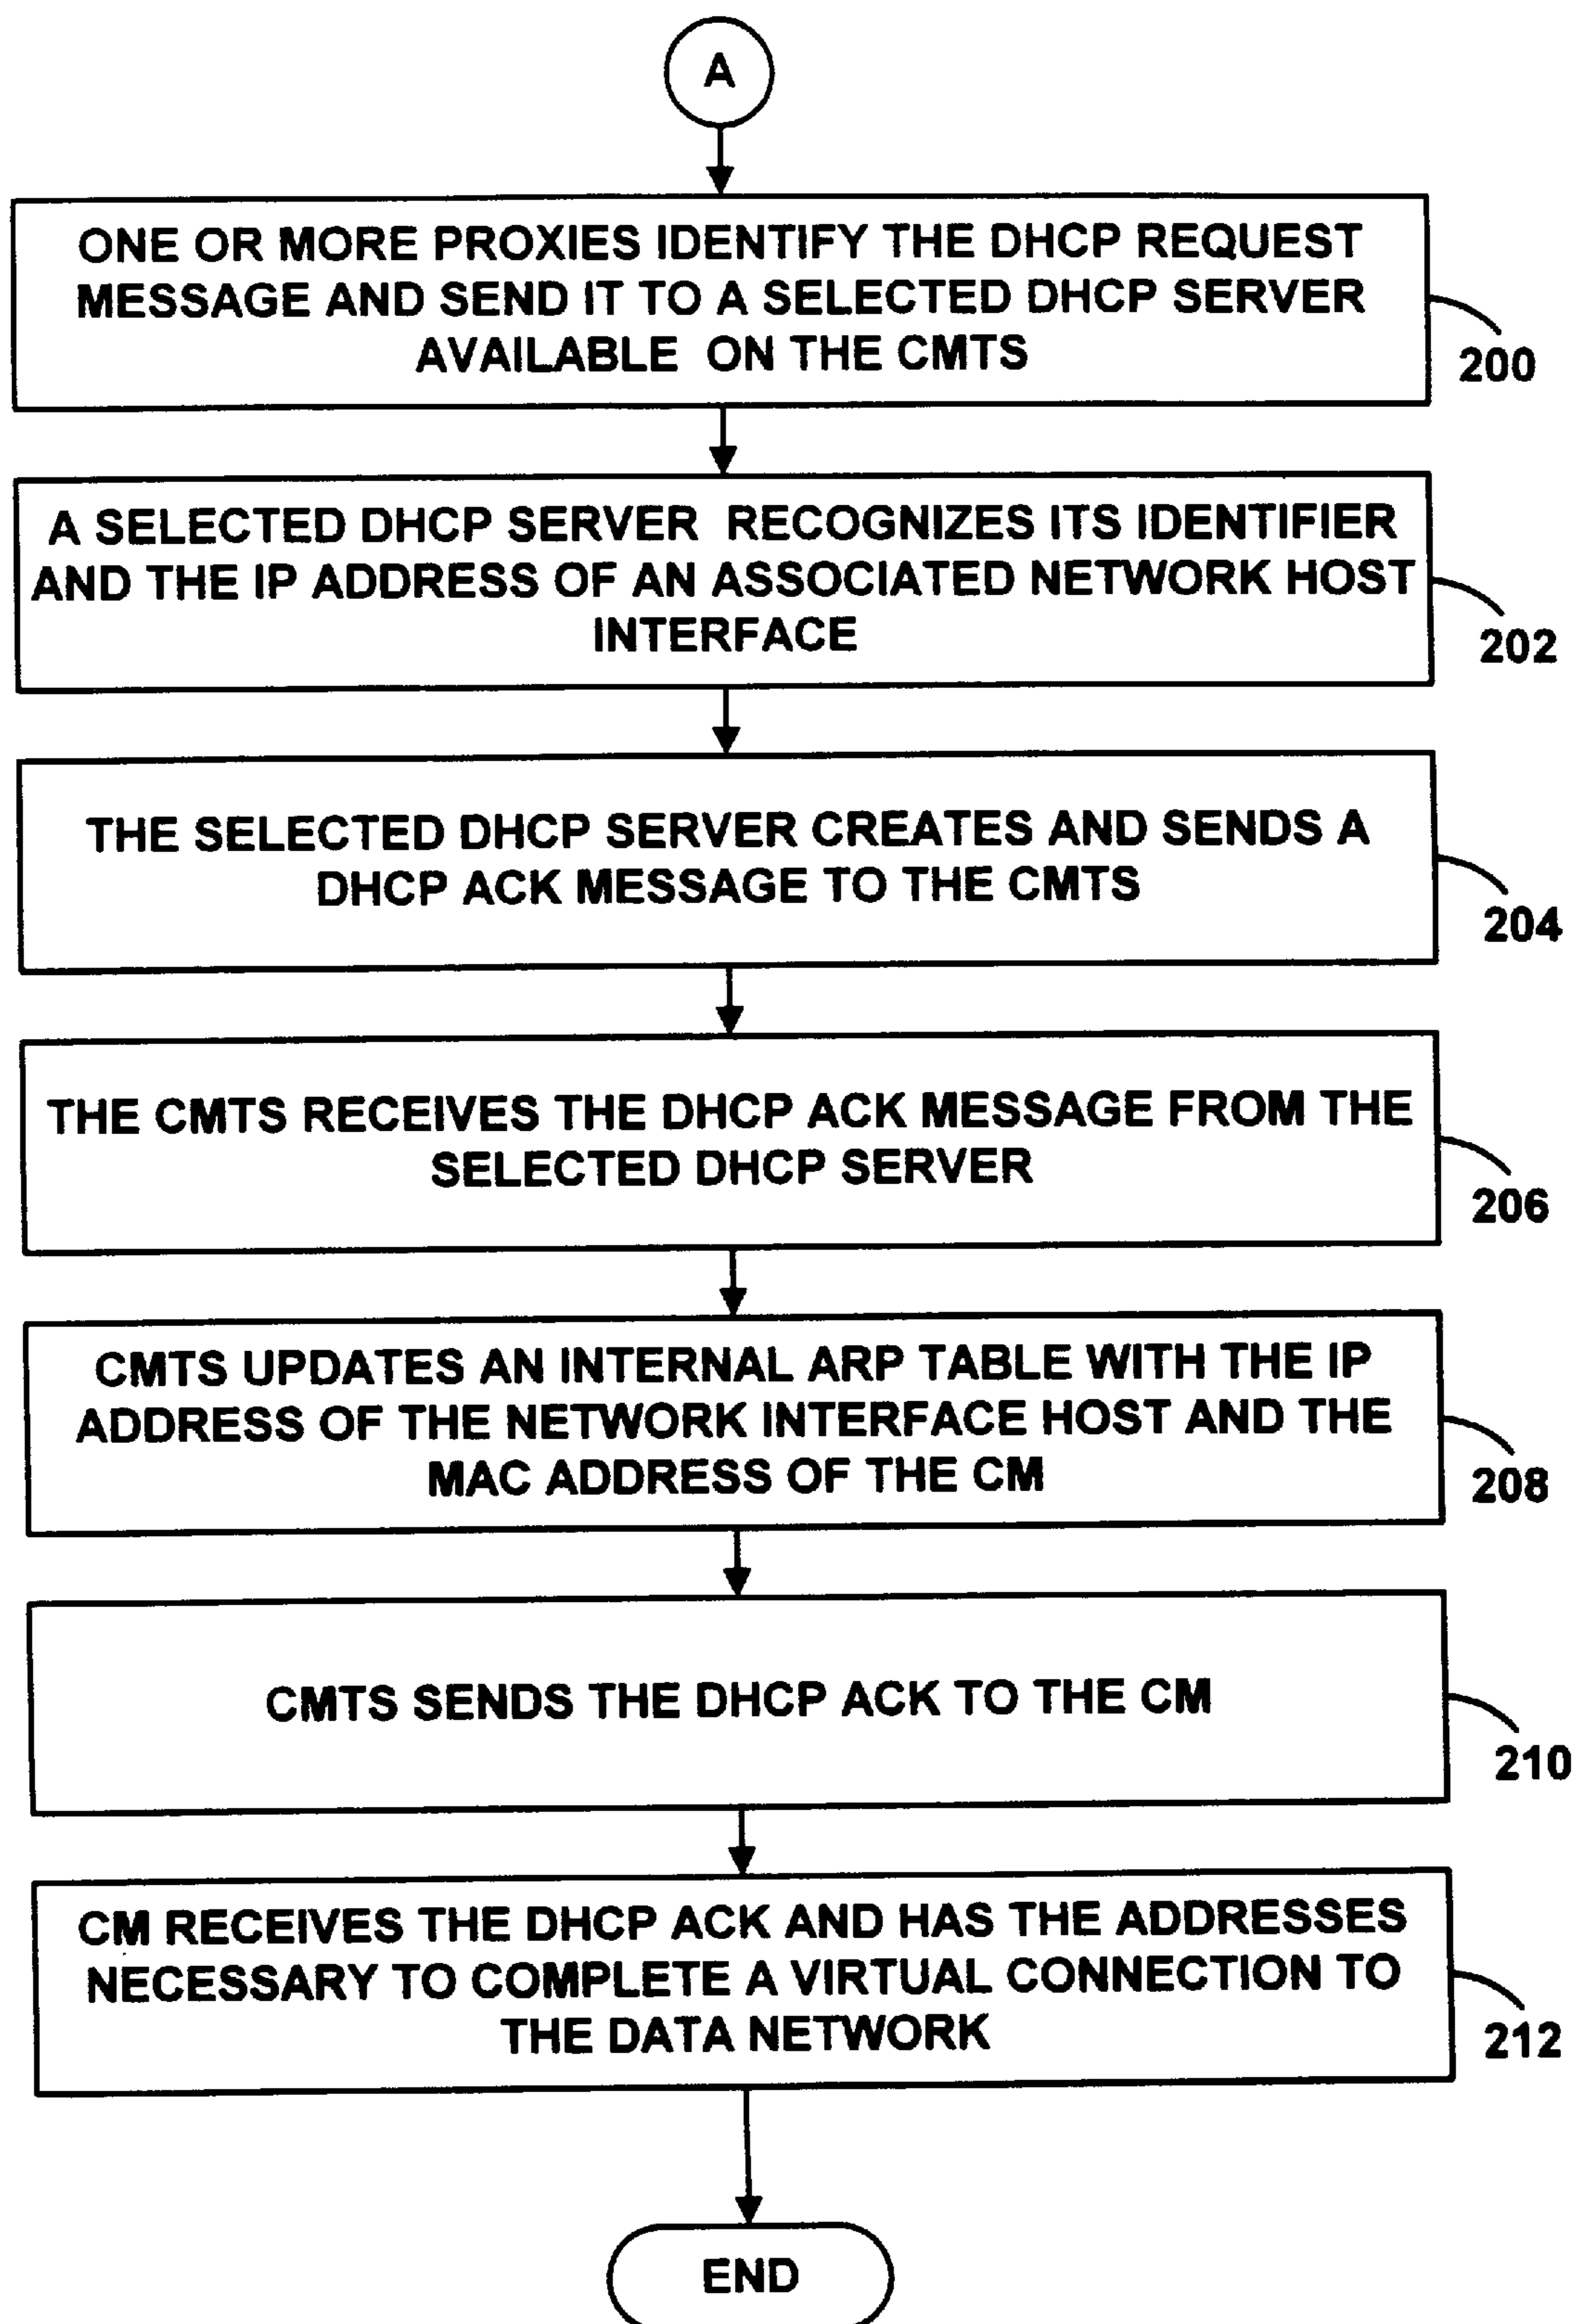 A
ONE OR MORE PROXIES IDENTIFY THE DHCP REQUEST
MESSAGE AND SEND IT TO A SELECTED DHCP SERVER
AVAILABLE ON THE CMTS
200
A SELECTED DHCP SERVER RECOGNIZES ITS IDENTIFIER
AND THE IP ADDRESS OF AN ASSOCIATED NETWORK HOST
INTERFACE
202
THE SELECTED DHCP SERVER CREATES AND SENDS A
DHCP ACK MESSAGE TO THE CMTS
204
THE CMTS RECEIVES THE DHCP ACK MESSAGE FROM THE
SELECTED DHCP SERVER
206
CMTS UPDATES AN INTERNAL ARP TABLE WITH THE IP
ADDRESS OF THE NETWORK INTERFACE HOST AND THE
MAC ADDRESS OF THE CM
208
CMTS SENDS THE DHCP ACK TO THE CM
210
CM RECEIVES THE DHCP ACK AND HAS THE ADDRESSES
NECESSARY TO COMPLETE A VIRTUAL CONNECTION TO
THE DATA NETWORK
212
END